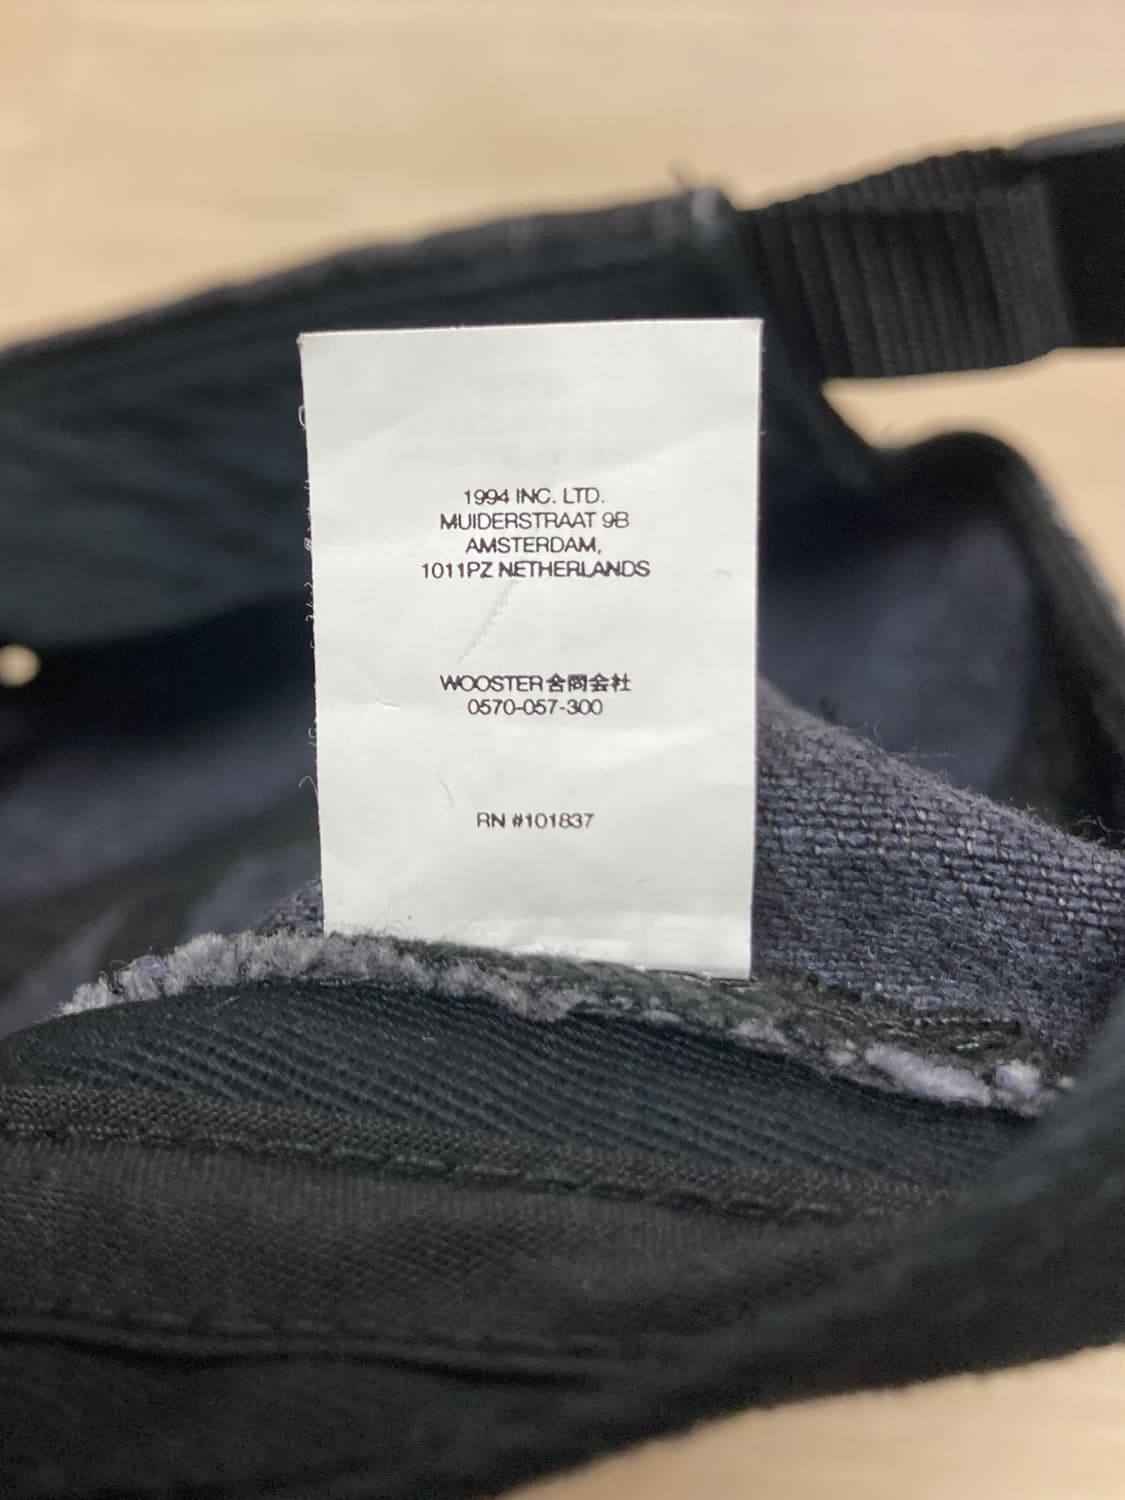 1994 INC. LTD.
MUIDERSTRAAT 9B
AMSTERDAM,
1011PZ NETHERLANDS
WOOSTER合同会社
0570-057-300
RN #101837